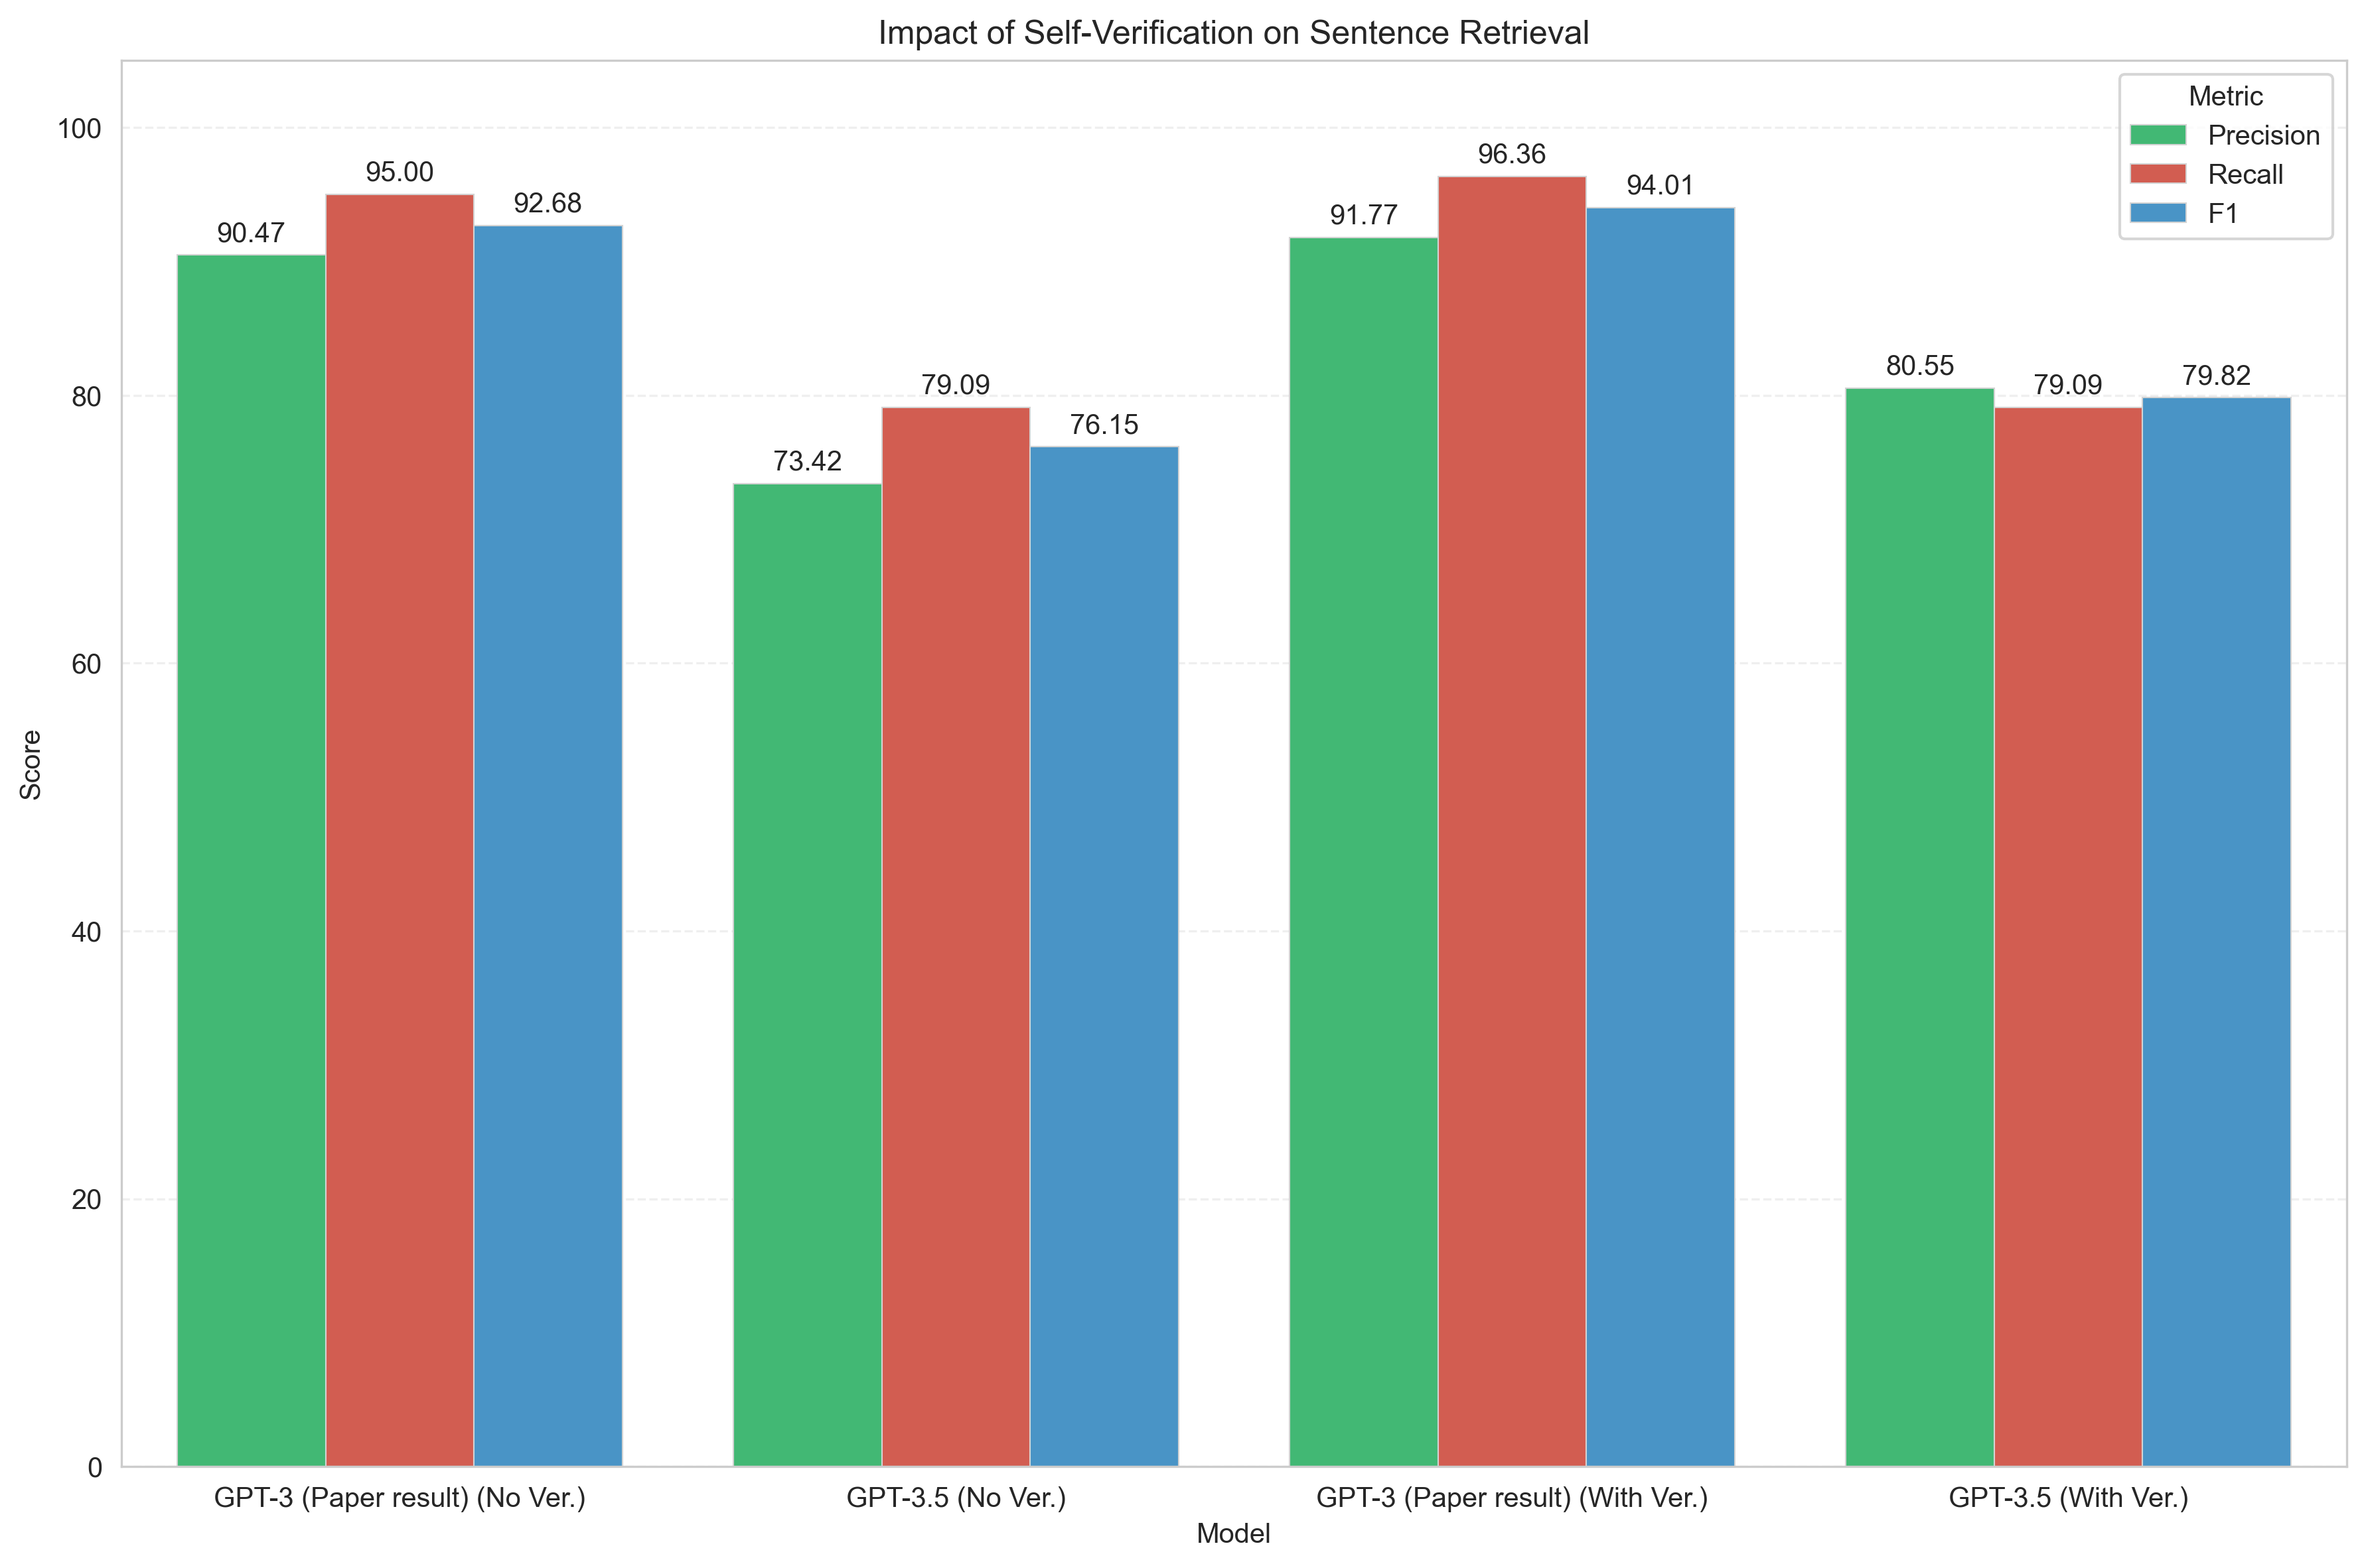 Impact of Self-Verification on Sentence Retrieval
Metric
Precision
Recall
F1
100
80
60
40
20
0
Score
90.47
95.00
92.68
73.42
79.09
76.15
91.77
96.36
94.01
80.55
79.09
79.82
GPT-3 (Paper result) (No Ver.)
GPT-3.5 (No Ver.)
GPT-3 (Paper result) (With Ver.)
GPT-3.5 (With Ver.)
Model